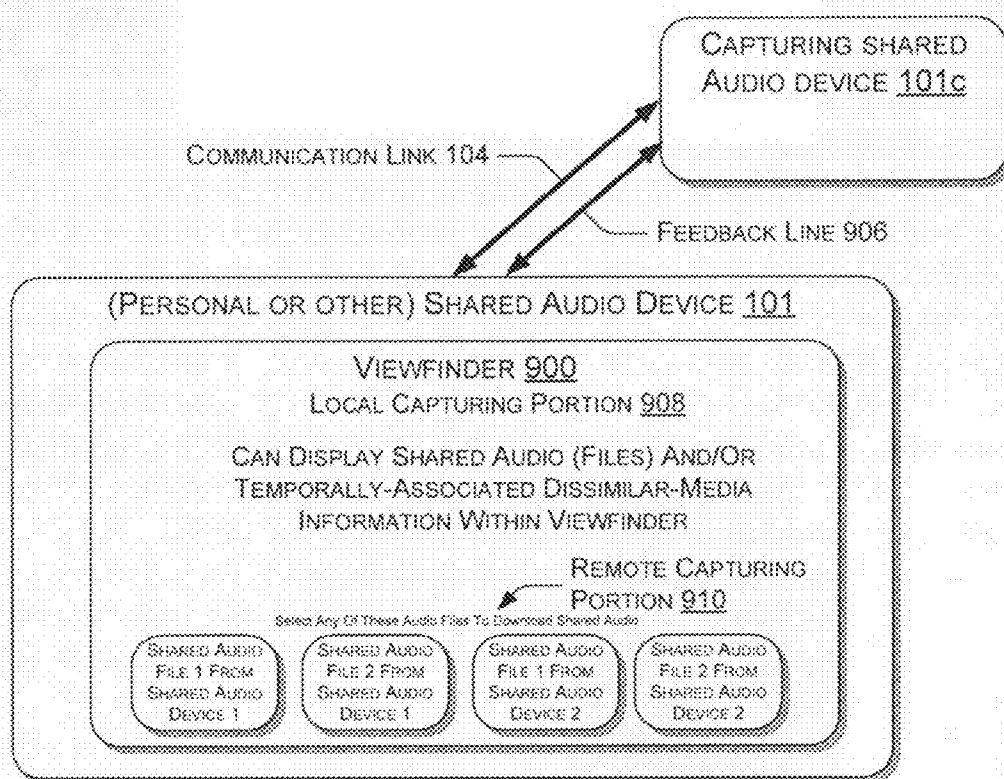 CAPTURING SHARED
AUDIO DEVICE 101C
COMMUNICATION LINK 104
FEEDBACK LINE 906
(PERSONAL OR OTHER) SHARED AUDIO DEVICE 101
VIEWFINDER 900
LOCAL CAPTURING PORTION 908
CAN DISPLAY SHARED AUDIO (FILES) AND/OR
TEMPORALLY-ASSOCIATED DISSIMILAR-MEDIA
INFORMATION WITHIN VIEWFINDER
REMOTE CAPTURING
PORTION 910
Select Any Of These Audio Files To Download Shared Audio
SHARED AUDIO
FILE 1 FROM
SHARED AUDIO
DEVICE 1
SHARED AUDIO
FILE 2 FROM
SHARED AUDIO
DEVICE 1
SHARED AUDIO
FILE 1 FROM
SHARED AUDIO
DEVICE 2
SHARED AUDIO
FILE 2 FROM
SHARED AUDIO
DEVICE 2